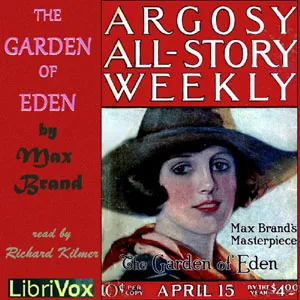 THE
GARDEN
OF
EDEN
by
Max
Brand
read by
Richard Kilmer
LibriVox
ARGOSY
ALL-STORY
WEEKLY
Max Brand's
Masterpiece
The Garden of Eden
10¢ PER COPY APRIL 15 BY THE YEAR $4.00